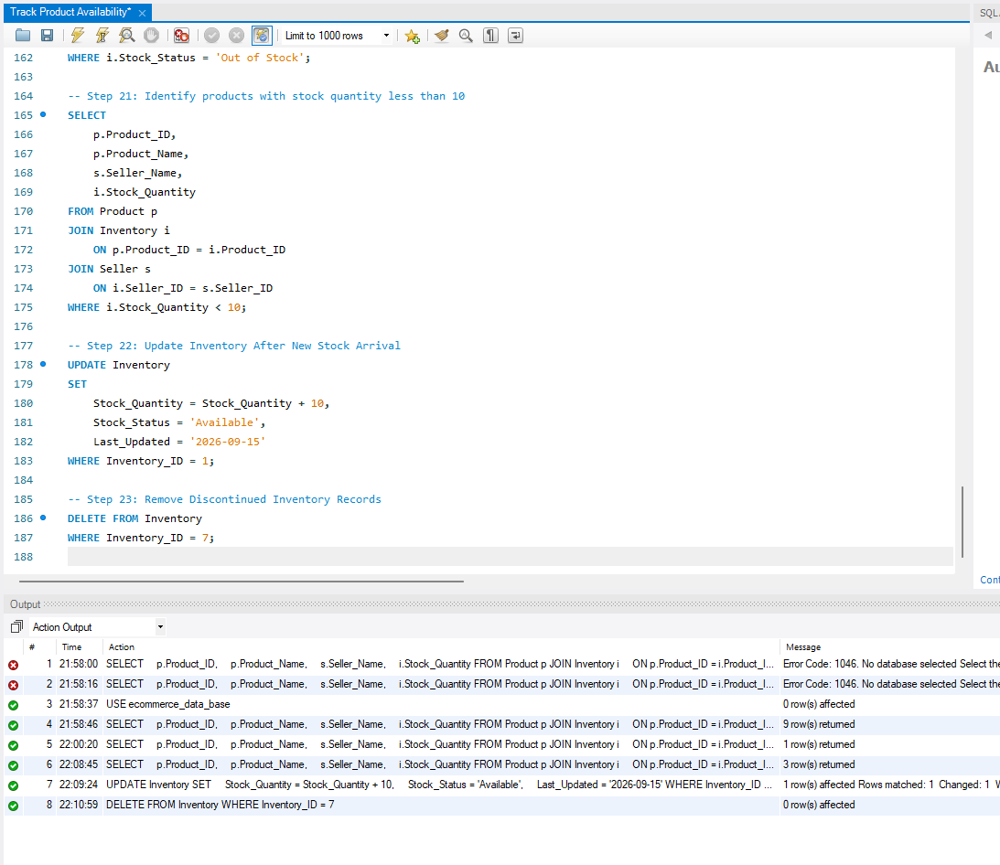 Track Product Availability* ×
SQL
Limit to 1000 rows
Au
162 WHERE i.Stock_Status = 'Out of Stock';
163
164 -- Step 21: Identify products with stock quantity less than 10
165 SELECT
166 p.Product_ID,
167 p.Product_Name,
168 s.Seller_Name,
169 i.Stock_Quantity
170 FROM Product p
171 JOIN Inventory i
172 ON p.Product_ID = i.Product_ID
173 JOIN Seller s
174 ON i.Seller_ID = s.Seller_ID
175 WHERE i.Stock_Quantity < 10;
176
177 -- Step 22: Update Inventory After New Stock Arrival
178 UPDATE Inventory
179 SET
180 Stock_Quantity = Stock_Quantity + 10,
181 Stock_Status = 'Available',
182 Last_Updated = '2026-09-15'
183 WHERE Inventory_ID = 1;
184
185 -- Step 23: Remove Discontinued Inventory Records
186 DELETE FROM Inventory
187 WHERE Inventory_ID = 7;
188
Cont
Output
Action Output
# Time Action Message
1 21:58:00 SELECT p.Product_ID, p.Product_Name, s.Seller_Name, i.Stock_Quantity FROM Product p JOIN Inventory i ON p.Product_ID = i.Product_I... Error Code: 1046. No database selected Select the
2 21:58:16 SELECT p.Product_ID, p.Product_Name, s.Seller_Name, i.Stock_Quantity FROM Product p JOIN Inventory i ON p.Product_ID = i.Product_I... Error Code: 1046. No database selected Select the
3 21:58:37 USE ecommerce_data_base 0 row(s) affected
4 21:58:46 SELECT p.Product_ID, p.Product_Name, s.Seller_Name, i.Stock_Quantity FROM Product p JOIN Inventory i ON p.Product_ID = i.Product_I... 9 row(s) returned
5 22:00:20 SELECT p.Product_ID, p.Product_Name, s.Seller_Name, i.Stock_Quantity FROM Product p JOIN Inventory i ON p.Product_ID = i.Product_I... 1 row(s) returned
6 22:08:45 SELECT p.Product_ID, p.Product_Name, s.Seller_Name, i.Stock_Quantity FROM Product p JOIN Inventory i ON p.Product_ID = i.Product_I... 3 row(s) returned
7 22:09:24 UPDATE Inventory SET Stock_Quantity = Stock_Quantity + 10, Stock_Status = 'Available', Last_Updated = '2026-09-15' WHERE Inventory_ID ... 1 row(s) affected Rows matched: 1 Changed: 1 W
8 22:10:59 DELETE FROM Inventory WHERE Inventory_ID = 7 0 row(s) affected